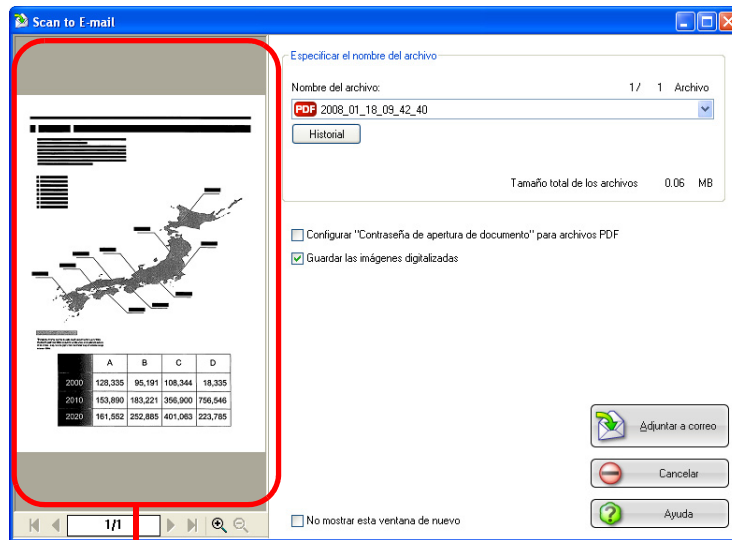 Scan to E-mail
Especificar el nombre del archivo
Nombre del archivo: 1/ 1 Archivo
PDF 2008_01_18_09_42_40
Historial
Tamaño total de los archivos 0.06 MB
Configurar "Contraseña de apertura de documento" para archivos PDF
Guardar las imágenes digitalizadas
A B C D
2000 128,335 95,191 108,344 18,335
2010 153,890 183,221 356,900 756,546
2020 161,552 252,885 401,063 223,785
Adjuntar a correo
Cancelar
Ayuda
1/1
No mostrar esta ventana de nuevo